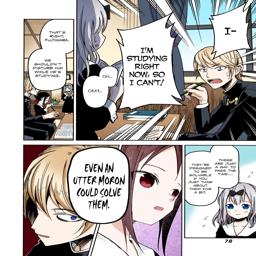 I-
I'M
STUDYING
RIGHT
NOW, SO
I CAN'T!
OH...
OKAY...
THAT'S
RIGHT,
FUJIWARA.
WE
SHOULDN'T
DISTURB HIM
WHILE HE'S
STUDYING.
THESE ARE
JUST A WAY
TO PASS THE
TIME...
THEY'RE
DESIGNED
TO BE
SOLVABLE
IF YOU
JUST THINK
ABOUT THEM
FOR A BIT.
EVEN AN
UTTER MORON
COULD SOLVE
THEM.
78